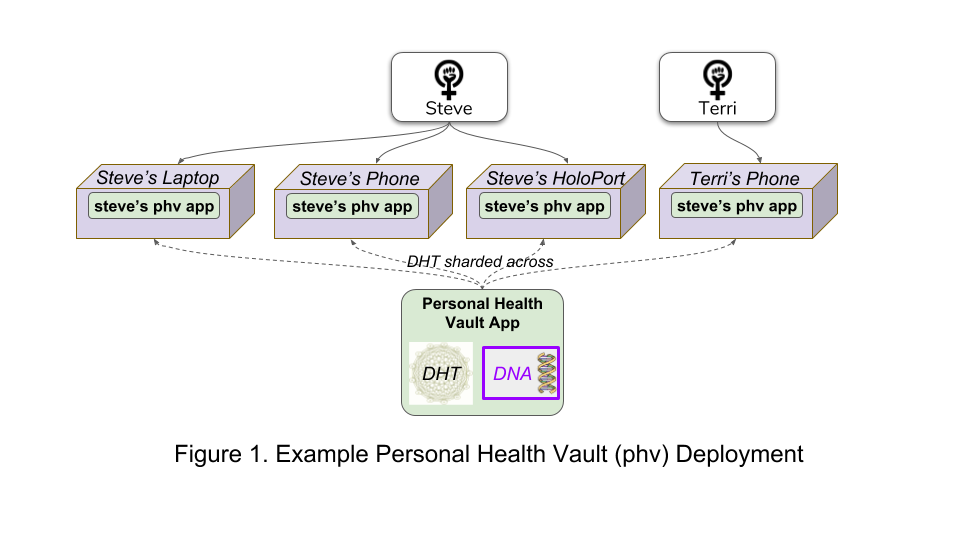 Steve
Terri
Steve’s Laptop
Steve’s Phone
Steve’s HoloPort
Terri’s Phone
steve’s phv app
steve’s phv app
steve’s phv app
steve’s phv app
DHT sharded across
Personal Health
Vault App
DHT
DNA
Figure 1. Example Personal Health Vault (phv) Deployment